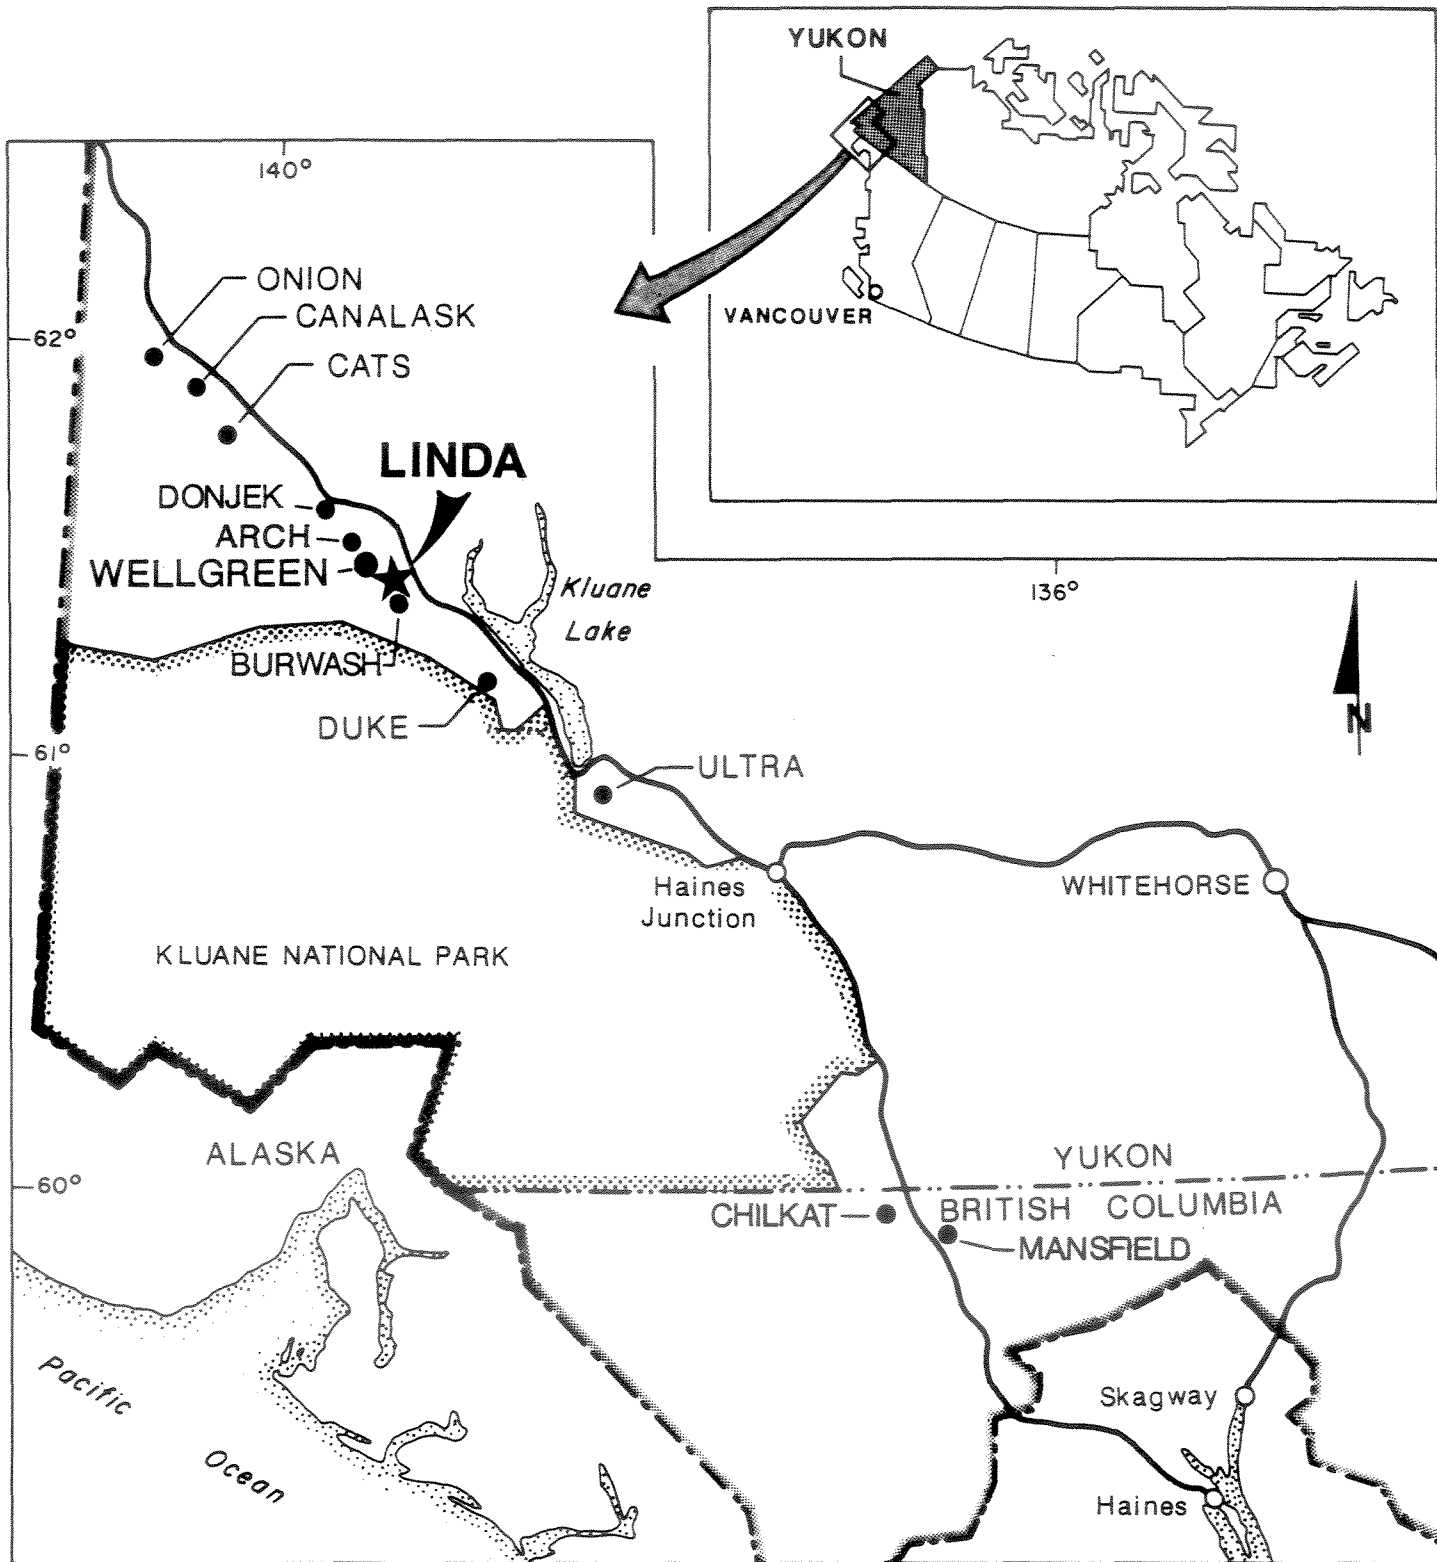 YUKON
VANCOUVER
140°
ONION
CANALASK
62°
CATS
LINDA
DONJEK
ARCH
WELLGREEN
136°
Kluane
Lake
BURWASH
DUKE
N
61°
ULTRA
Haines
Junction
WHITEHORSE
KLUANE NATIONAL PARK
ALASKA
YUKON
60°
CHILKAT
BRITISH COLUMBIA
MANSFIELD
Pacific
Ocean
Skagway
Haines